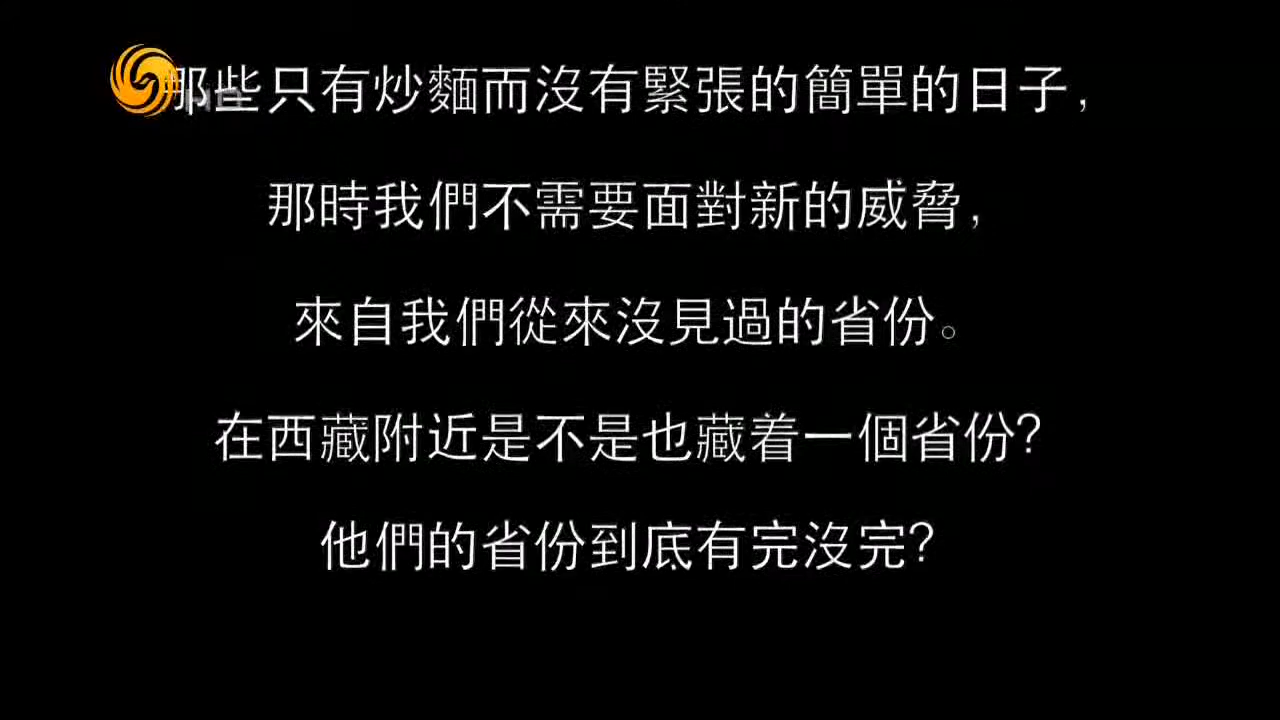 那些只有炒麵而沒有緊張的簡單的日子，
那時我們不需要面對新的威脅，
來自我們從來沒見過的省份。
在西藏附近是不是也藏着一個省份？
他們的省份到底有完沒完？